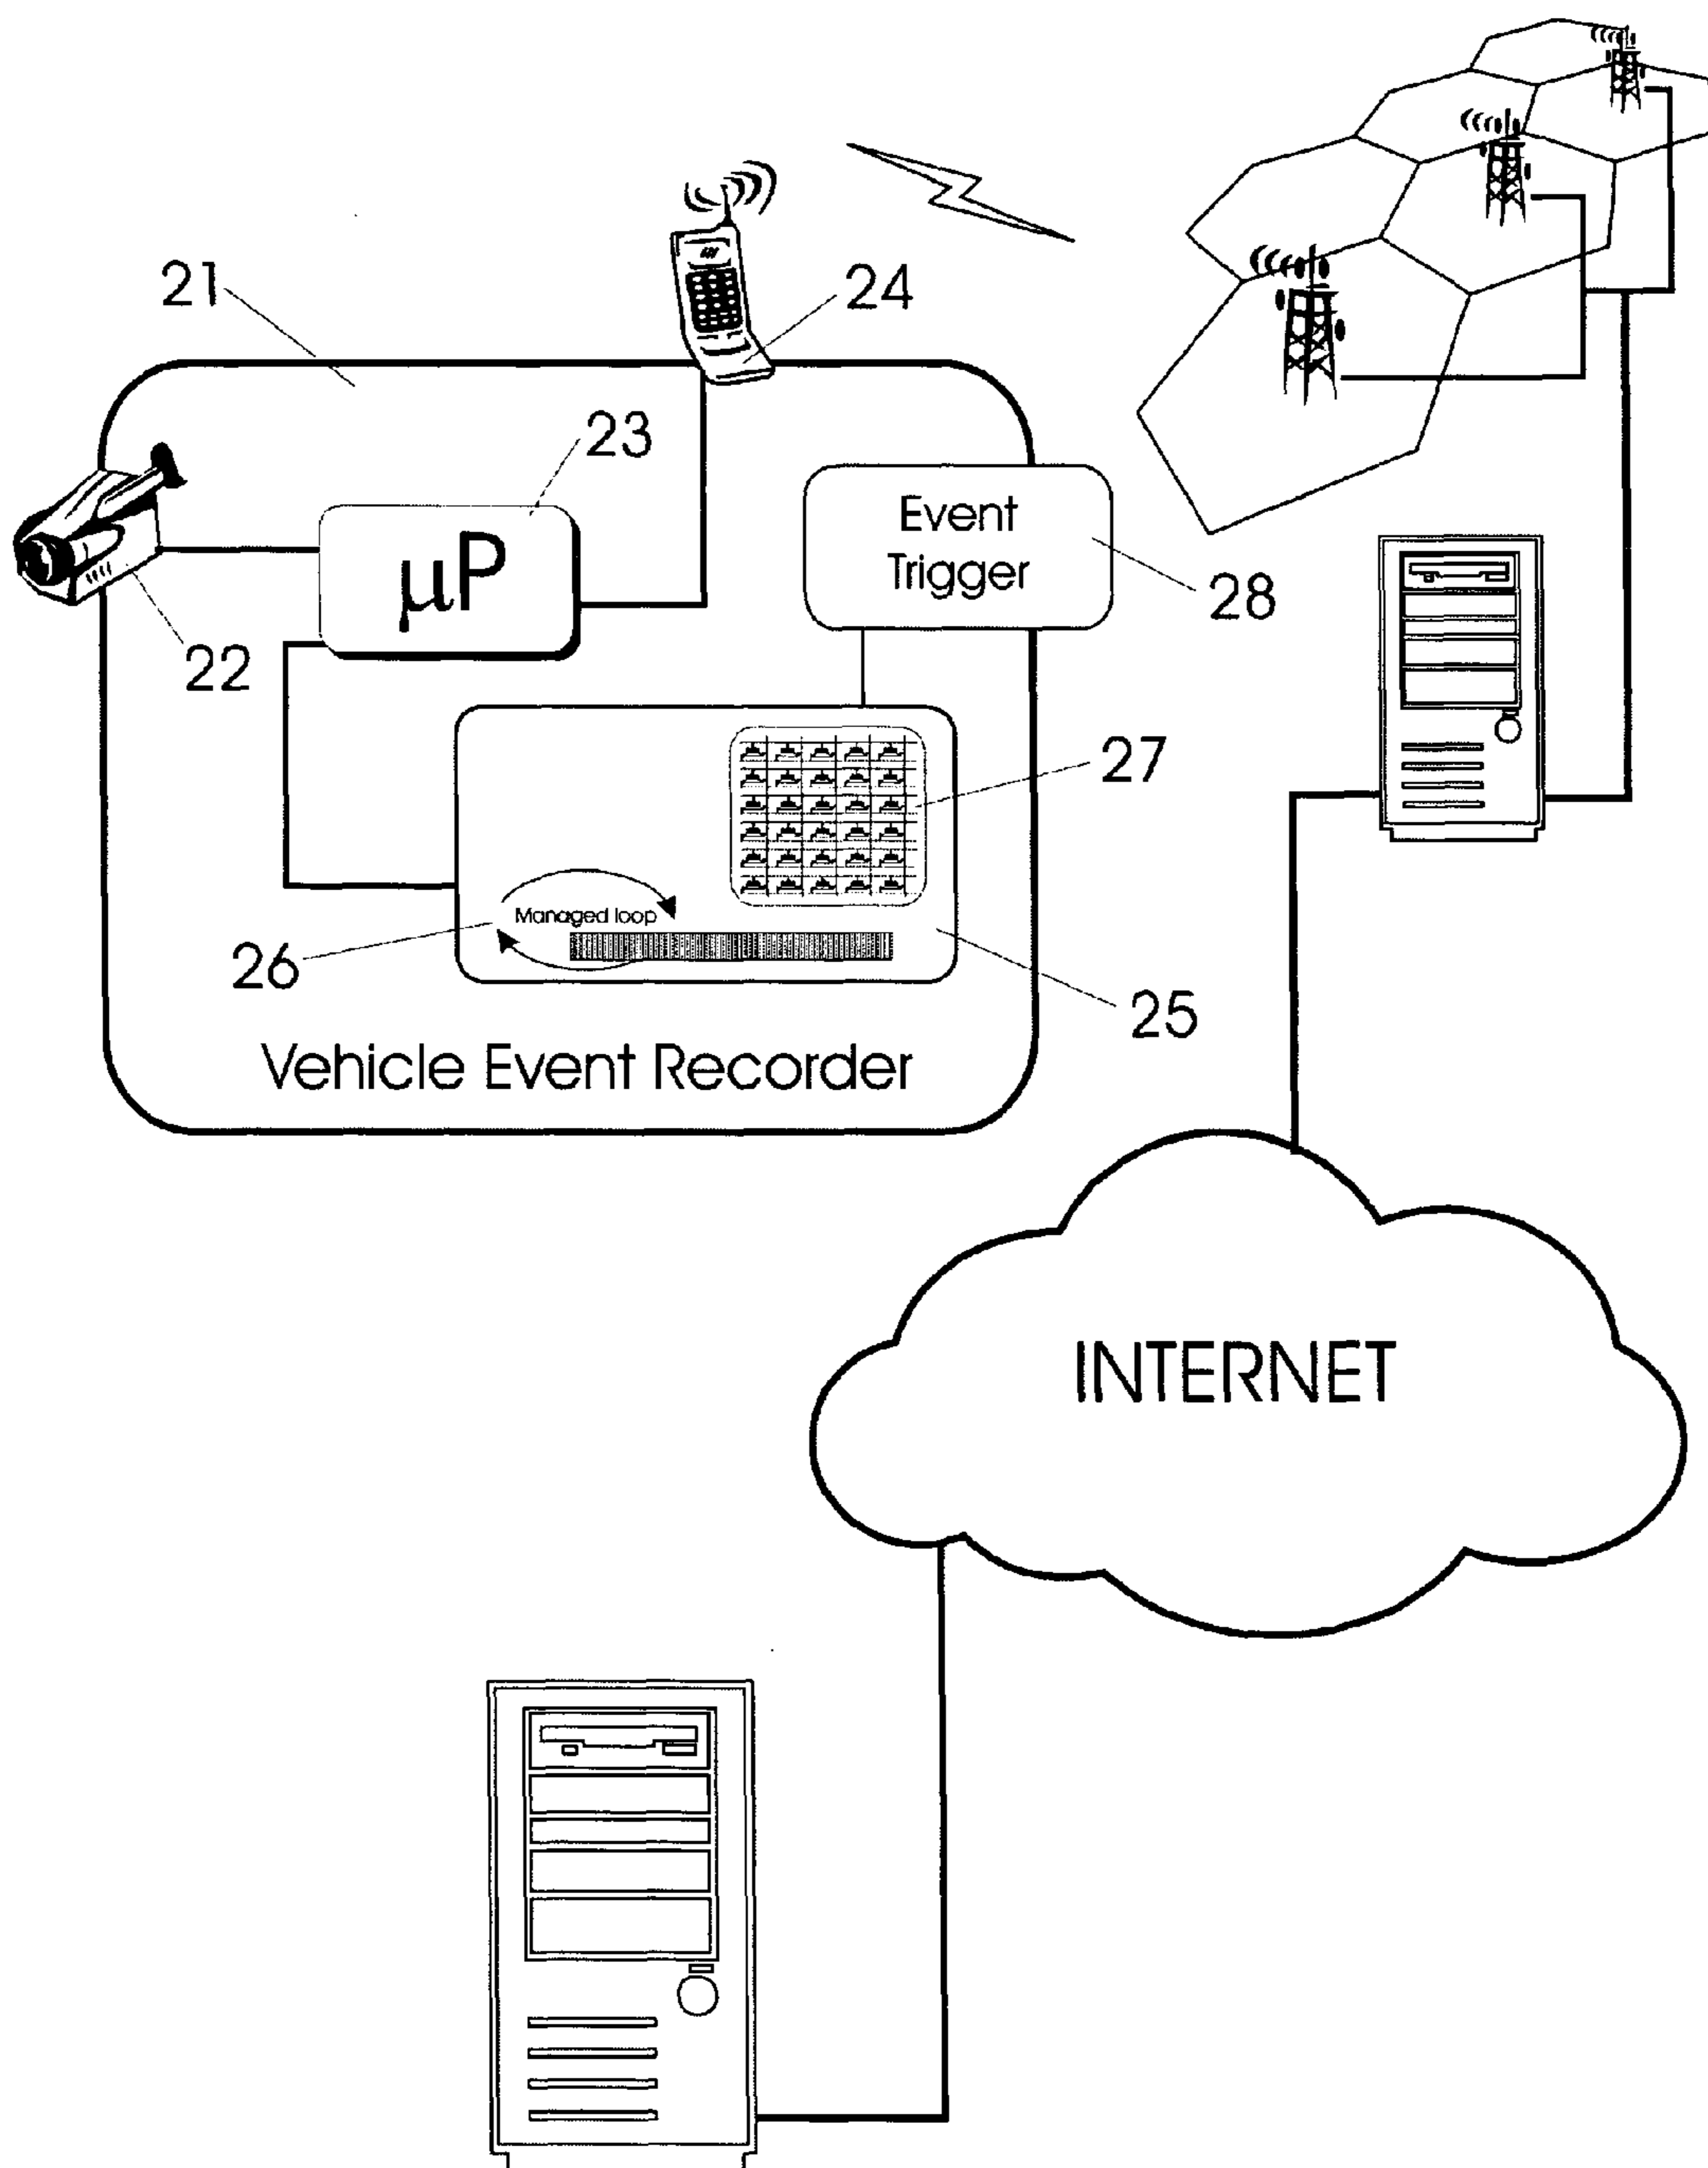 21
24
23
μP
Event
Trigger
28
22
27
Managed loop
26
25
Vehicle Event Recorder
INTERNET